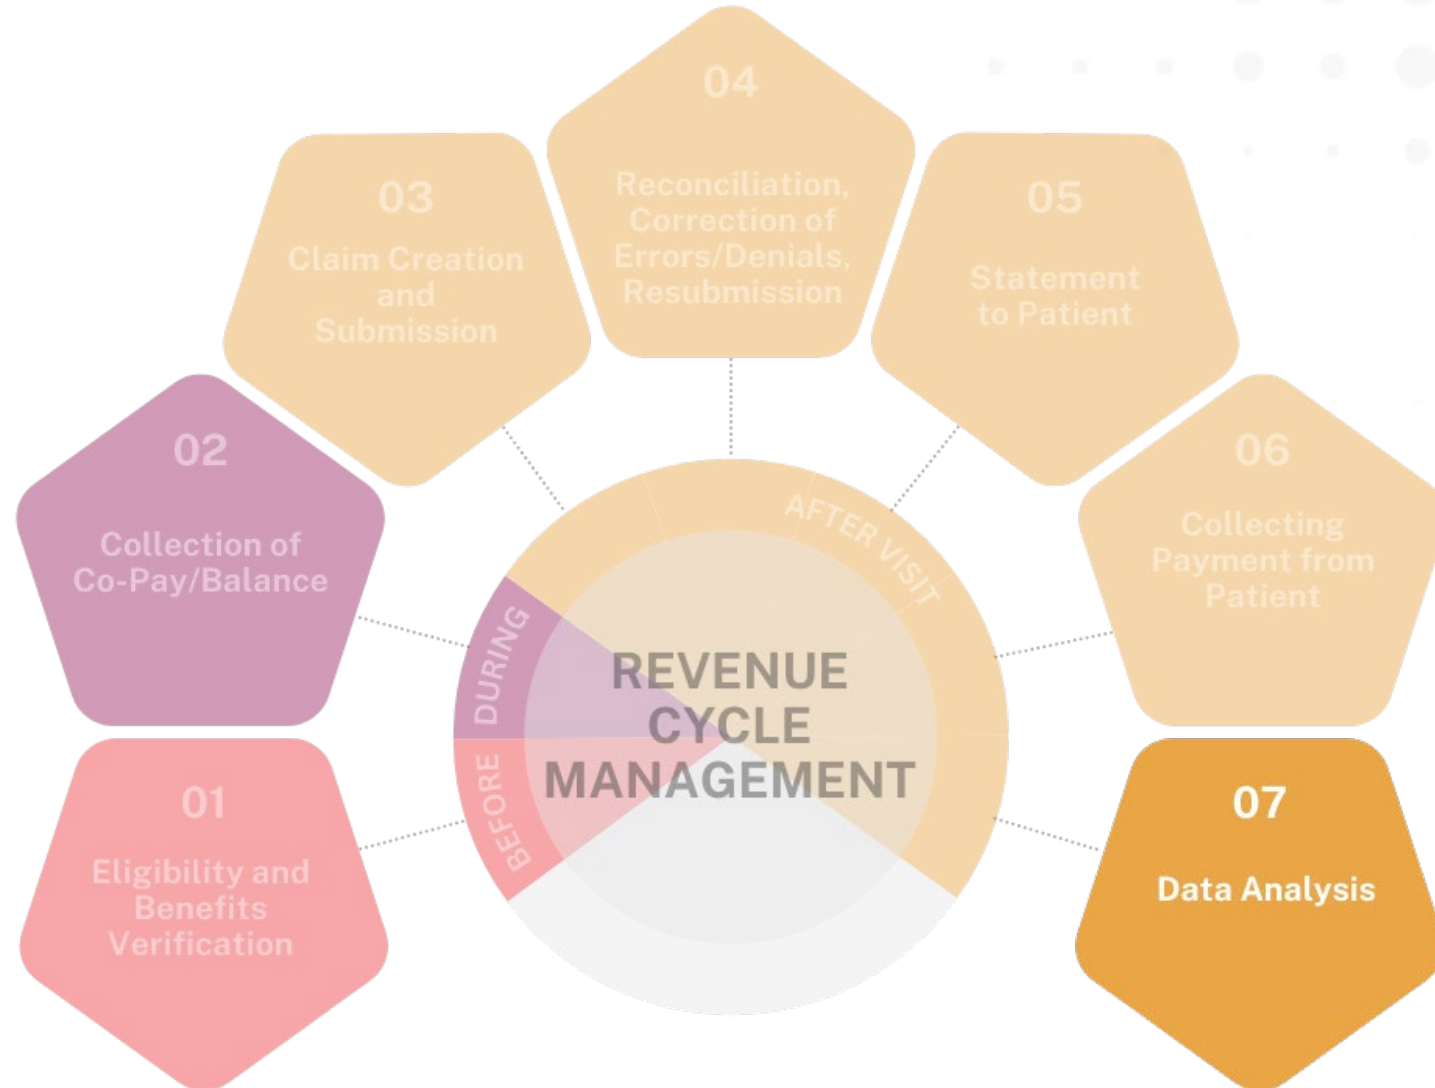 01
Eligibility and
Benefits
Verification
02
Collection of
Co-Pay/Balance
03
Claim Creation
and
Submission
04
Reconciliation,
Correction of
Errors/Denials,
Resubmission
05
Statement
to Patient
06
Collecting
Payment from
Patient
07
Data Analysis
BEFORE
DURING
AFTER VISIT
REVENUE
CYCLE
MANAGEMENT